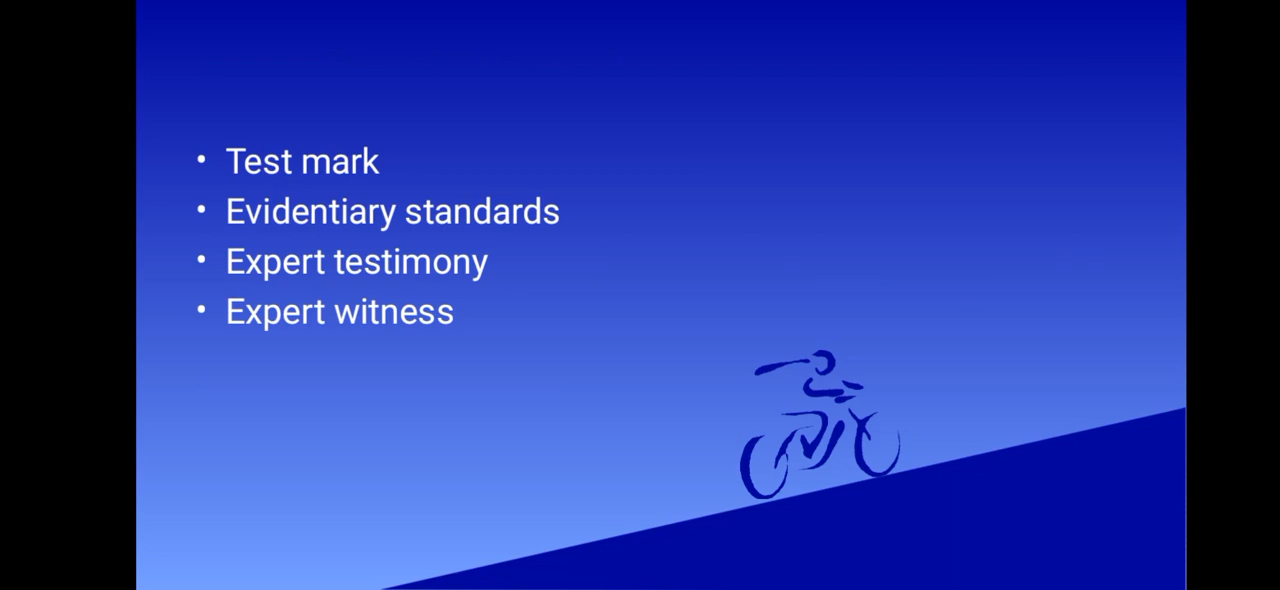 • Test mark
• Evidentiary standards
• Expert testimony
• Expert witness